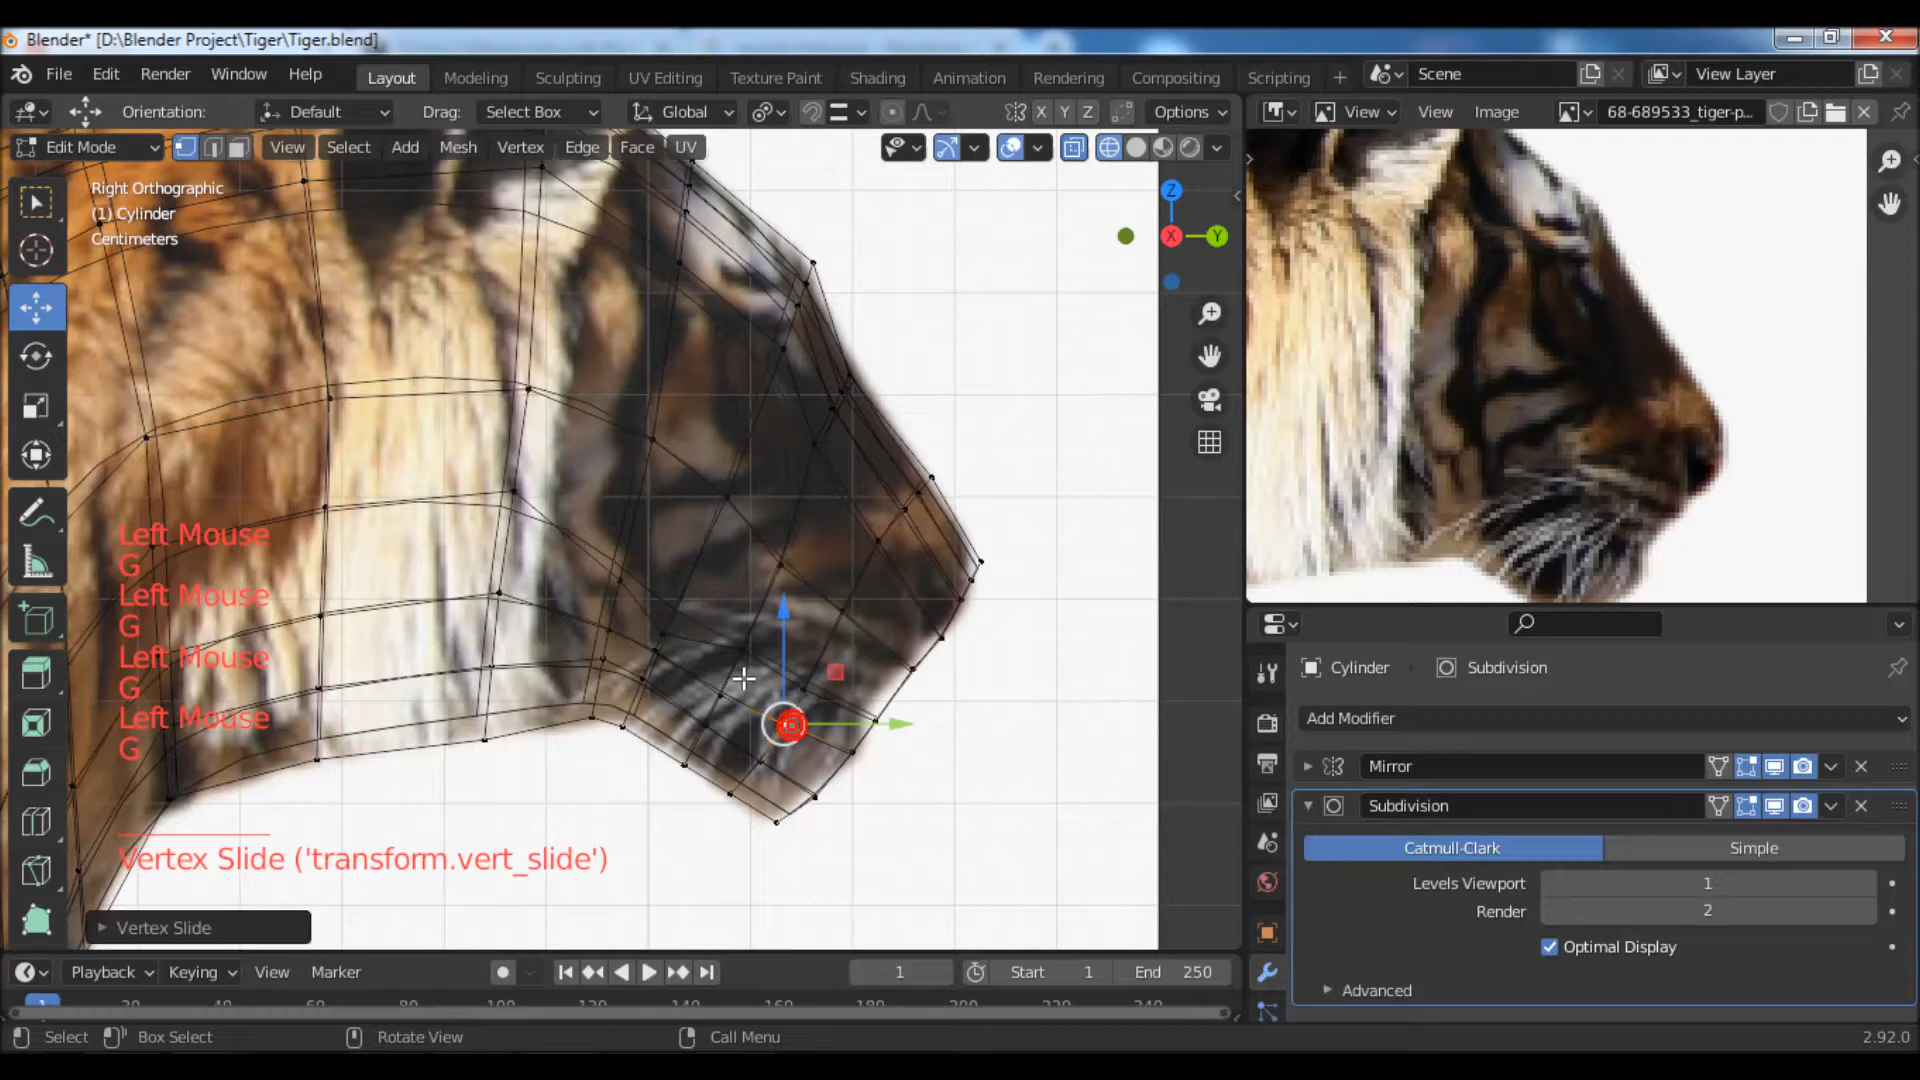 Blender* [D:\Blender Project\Tiger\Tiger.blend]
File Edit Render Window Help Layout Modeling Sculpting UV Editing Texture Paint Shading Animation Rendering Compositing Scripting + Scene View Layer
Orientation: Default Drag: Select Box Global X Y Z Options View View Image 68-689533_tiger-p...
Edit Mode View Select Add Mesh Vertex Edge Face UV
Right Orthographic
(1) Cylinder
Centimeters
Z
X Y
Left Mouse
G
Left Mouse
G
Left Mouse
G
Left Mouse
G
Vertex Slide ('transform.vert_slide')
Vertex Slide
Cylinder Subdivision
Add Modifier
Mirror
Subdivision
Catmull-Clark Simple
Levels Viewport 1
Render 2
Optimal Display
Advanced
Playback Keying View Marker 1 Start 1 End 250
1
Select Box Select Rotate View Call Menu 2.92.0